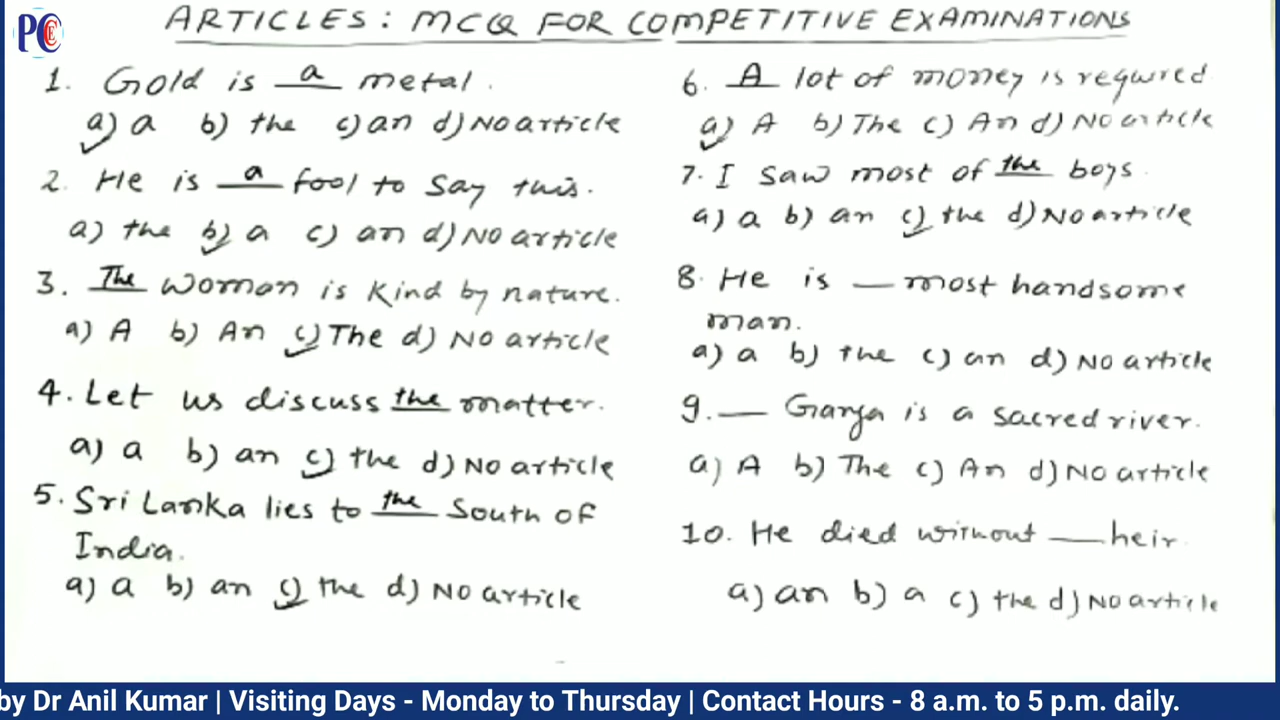 PCC
ARTICLES: MCQ FOR COMPETITIVE EXAMINATIONS
1. Gold is a metal.
a) a b) the c) an d) No article
2. He is a fool to say this.
a) the b) a c) an d) No article
3. The woman is kind by nature.
a) A b) An c) The d) No article
4. Let us discuss the matter.
a) a b) an c) the d) No article
5. Sri Lanka lies to the South of
India.
a) a b) an c) the d) No article
6. A lot of money is required
a) A b) The c) An d) No article
7. I saw most of the boys.
a) a b) an c) the d) No article
8. He is __ most handsome
man.
a) a b) the c) an d) No article
9. __ Ganga is a sacred river.
a) A b) The c) An d) No article
10. He died without __ heir.
a) an b) a c) the d) No article
by Dr Anil Kumar | Visiting Days - Monday to Thursday | Contact Hours - 8 a.m. to 5 p.m. daily.